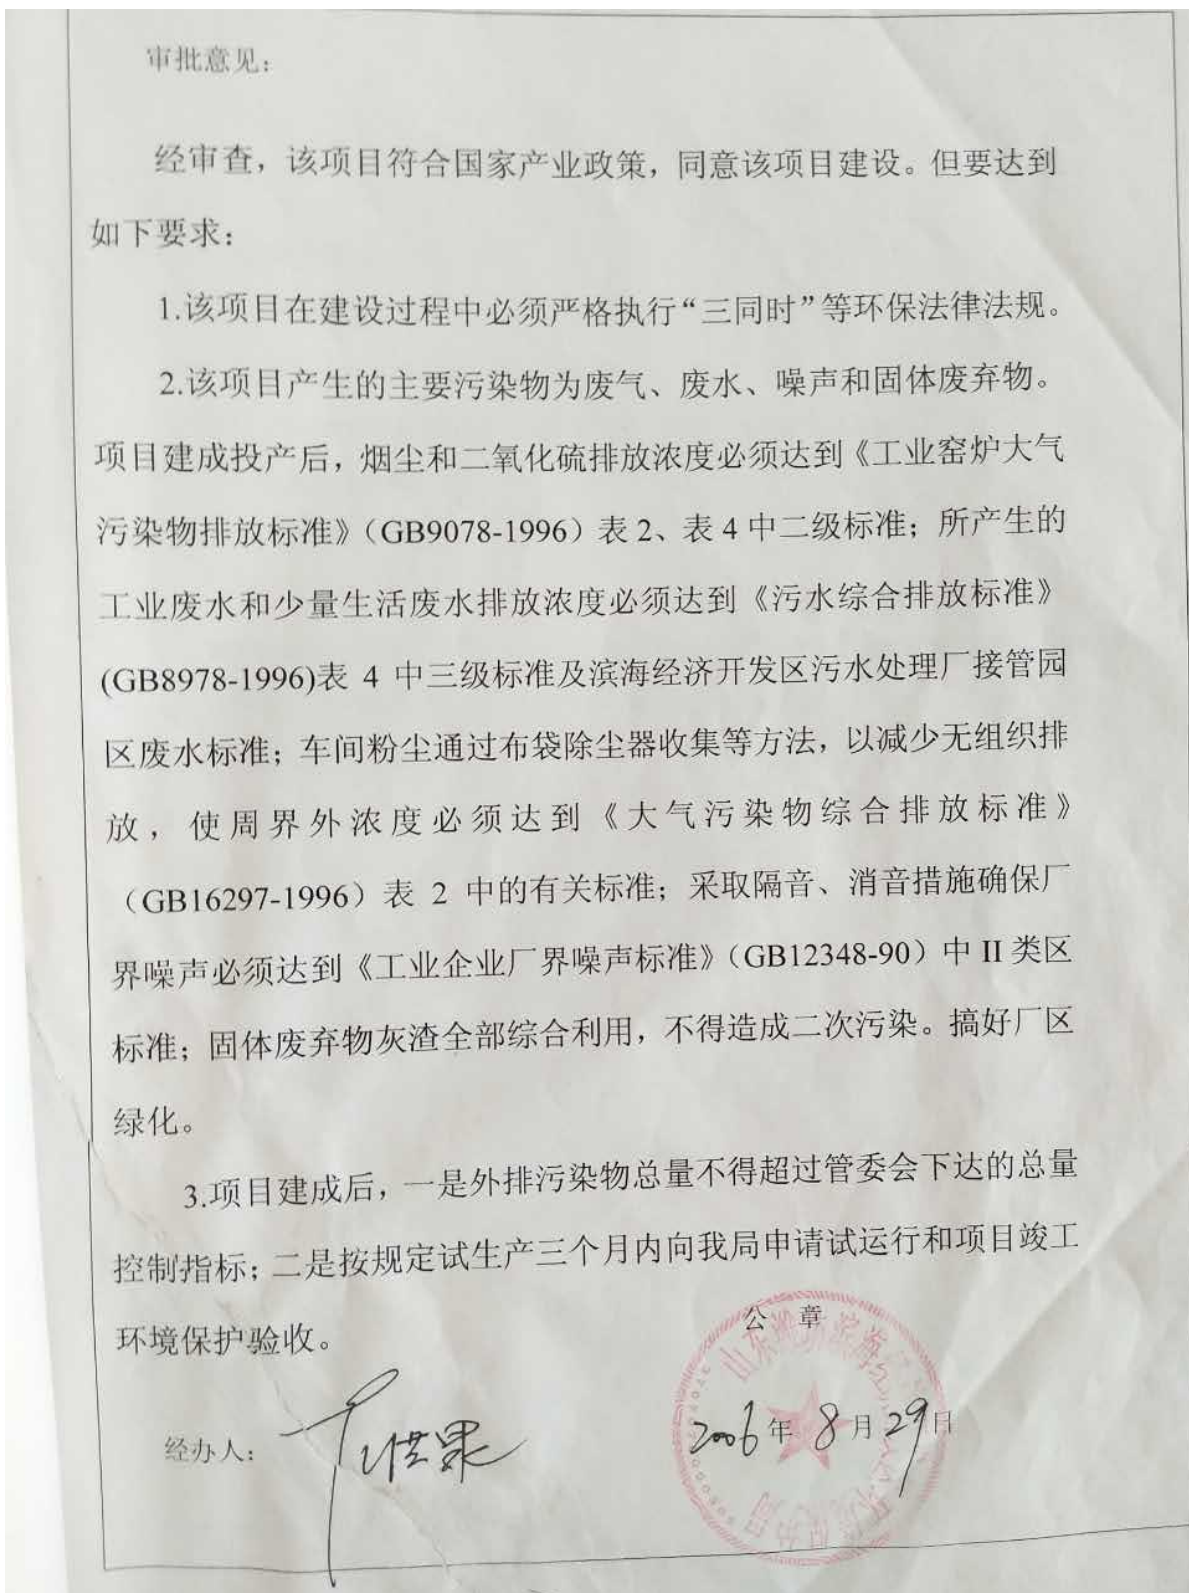 审批意见：
经审查，该项目符合国家产业政策，同意该项目建设。但要达到
如下要求：
1.该项目在建设过程中必须严格执行“三同时”等环保法律法规。
2.该项目产生的主要污染物为废气、废水、噪声和固体废弃物。
项目建成投产后，烟尘和二氧化硫排放浓度必须达到《工业窑炉大气
污染物排放标准》（GB9078-1996）表 2、表 4 中二级标准；所产生的
工业废水和少量生活废水排放浓度必须达到《污水综合排放标准》
(GB8978-1996)表 4 中三级标准及滨海经济开发区污水处理厂接管园
区废水标准；车间粉尘通过布袋除尘器收集等方法，以减少无组织排
放，使周界外浓度必须达到《大气污染物综合排放标准》
（GB16297-1996）表 2 中的有关标准；采取隔音、消音措施确保厂
界噪声必须达到《工业企业厂界噪声标准》（GB12348-90）中 II 类区
标准；固体废弃物灰渣全部综合利用，不得造成二次污染。搞好厂区
绿化。
3.项目建成后，一是外排污染物总量不得超过管委会下达的总量
控制指标；二是按规定试生产三个月内向我局申请试运行和项目竣工
环境保护验收。
公 章
山东潍坊滨海
2006年 8月29日
经办人：